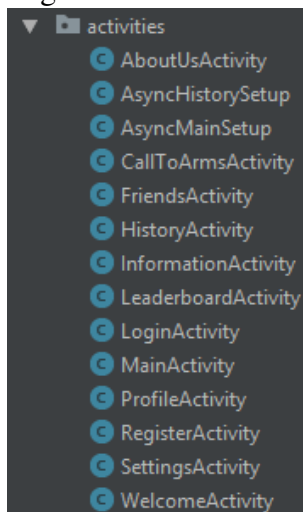 activities
AboutUsActivity
AsyncHistorySetup
AsyncMainSetup
CallToArmsActivity
FriendsActivity
HistoryActivity
InformationActivity
LeaderboardActivity
LoginActivity
MainActivity
ProfileActivity
RegisterActivity
SettingsActivity
WelcomeActivity